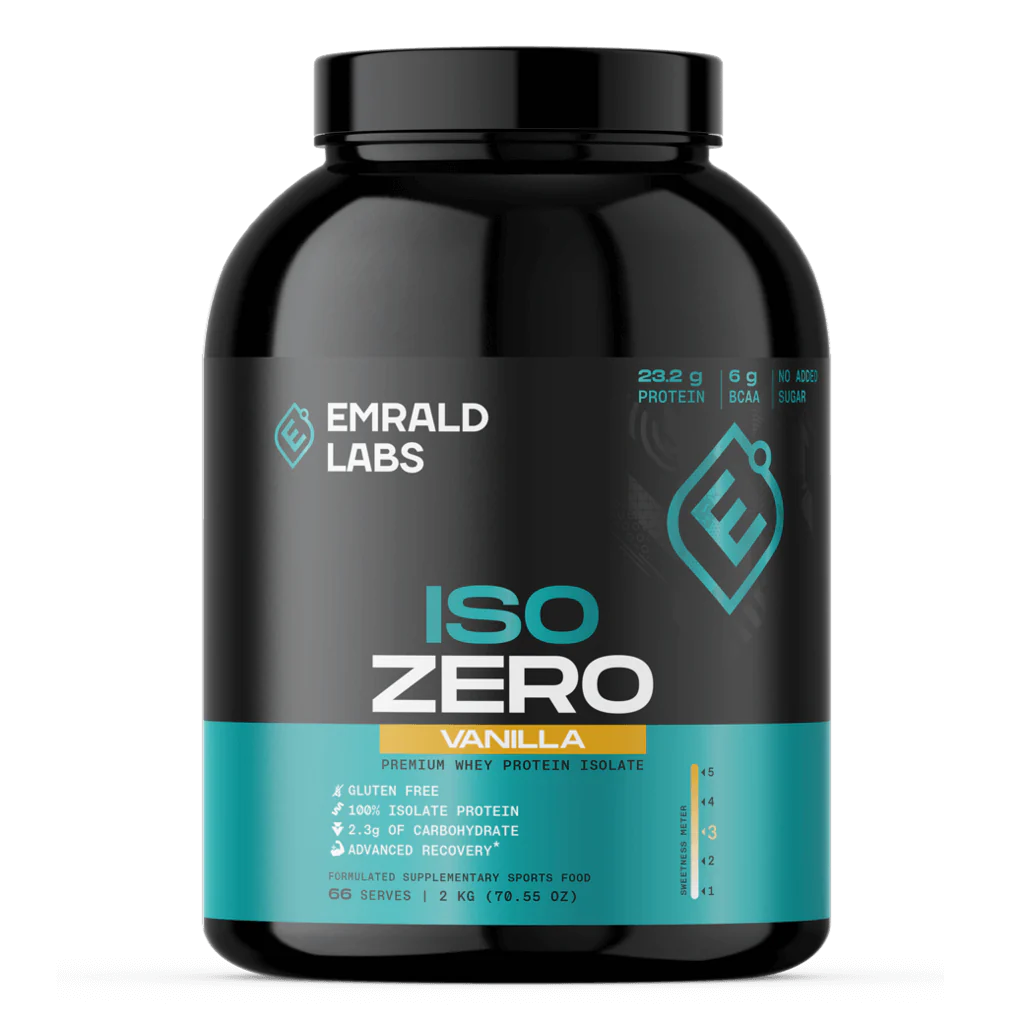 23.2 g PROTEIN
6 g BCAA
NO ADDED SUGAR
E
EMRALD
LABS
E
ISO
ZERO
VANILLA
PREMIUM WHEY PROTEIN ISOLATE
GLUTEN FREE
100% ISOLATE PROTEIN
2.3g OF CARBOHYDRATE
ADVANCED RECOVERY*
FORMULATED SUPPLEMENTARY SPORTS FOOD
66 SERVES | 2 KG (70.55 OZ)
SWEETNESS METER
5
4
3
2
1